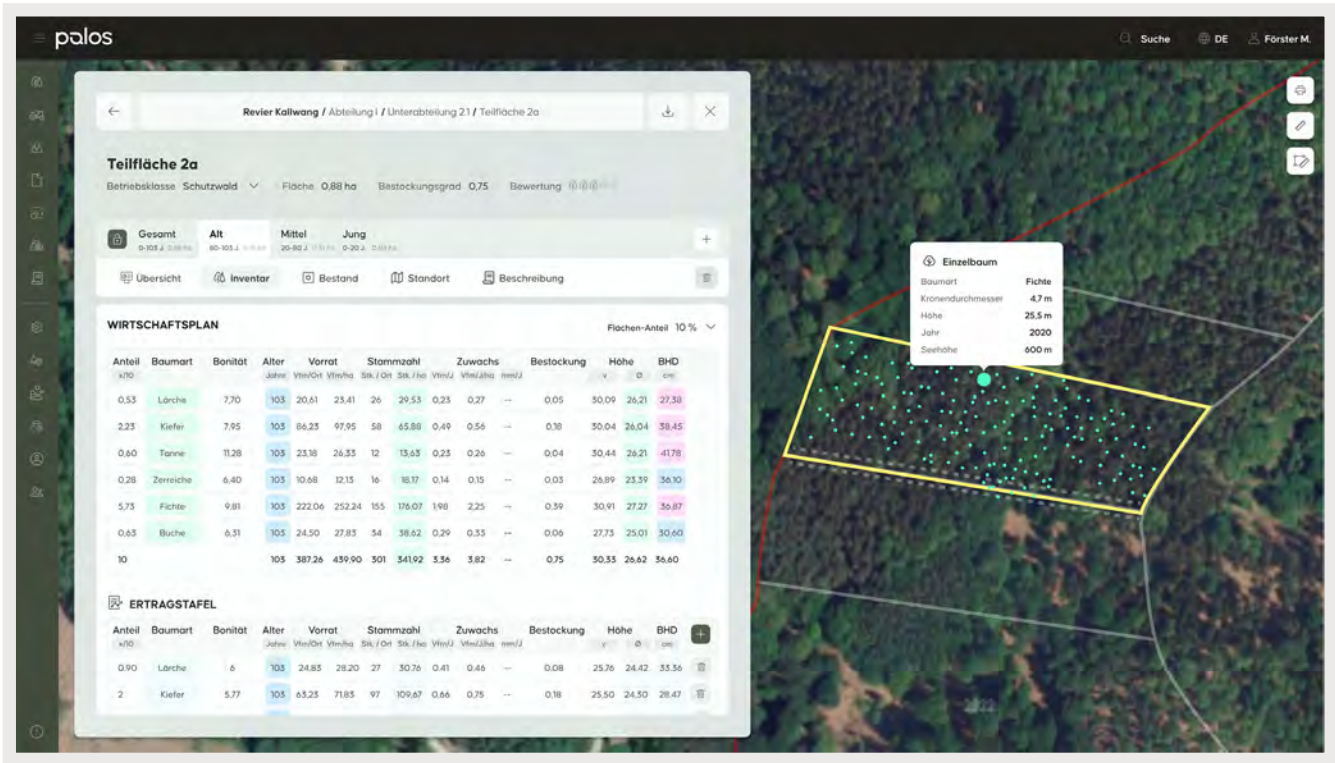 palos
Suche DE Förster M.
Revier Kallwang / Abteilung I / Unterabteilung 2.1 / Teilfläche 2a
Teilfläche 2a
Betriebsklasse Schutzwald Fläche 0,88 ha Bestockungsgrad 0,75 Bewertung
Gesamt Alt Mittel Jung
0-103 J. 60-103 J. 20-80 J. 0-20 J.
Übersicht Inventar Bestand Standort Beschreibung
WIRTSCHAFTSPLAN Flächen-Anteil 10 %
Anteil Baumart Bonität Alter Vorrat Stammzahl Zuwachs Bestockung Höhe BHD
x/10 Jahre Vfm/Ort Vfm/ha Stk. / Ort Stk. / ha Vfm/J Vfm/J/ha mm/J v Ø cm
0,53 Lärche 7,70 103 20,61 23,41 26 29,53 0,23 0,27 -- 0,05 30,09 26,21 27,38
2,23 Kiefer 7,95 103 86,23 97,95 58 65,88 0,49 0,56 -- 0,18 30,04 26,04 38,45
0,60 Tanne 11,28 103 23,18 26,33 12 13,63 0,23 0,26 -- 0,04 30,44 26,21 41,78
0,28 Zerreiche 6,40 103 10,68 12,13 16 18,17 0,14 0,15 -- 0,03 26,89 23,39 36,10
5,73 Fichte 9,81 103 222,06 252,24 155 176,07 1,98 2,25 -- 0,39 30,91 27,27 36,87
0,63 Buche 6,31 103 24,50 27,83 34 38,62 0,29 0,33 -- 0,06 27,73 25,01 30,60
10 103 387,26 439,90 301 341,92 3,36 3,82 -- 0,75 30,33 26,62 36,60
ERTRAGSTAFEL
Anteil Baumart Bonität Alter Vorrat Stammzahl Zuwachs Bestockung Höhe BHD
x/10 Jahre Vfm/Ort Vfm/ha Stk. / Ort Stk. / ha Vfm/J Vfm/J/ha mm/J v Ø cm
0,90 Lärche 6 103 24,83 28,20 27 30,76 0,41 0,46 -- 0,08 25,76 24,42 33,36
2 Kiefer 5,77 103 63,23 71,83 97 109,67 0,66 0,75 -- 0,18 25,50 24,30 28,47
Einzelbaum
Baumart Fichte
Kronendurchmesser 4,7 m
Höhe 25,5 m
Jahr 2020
Seehöhe 600 m